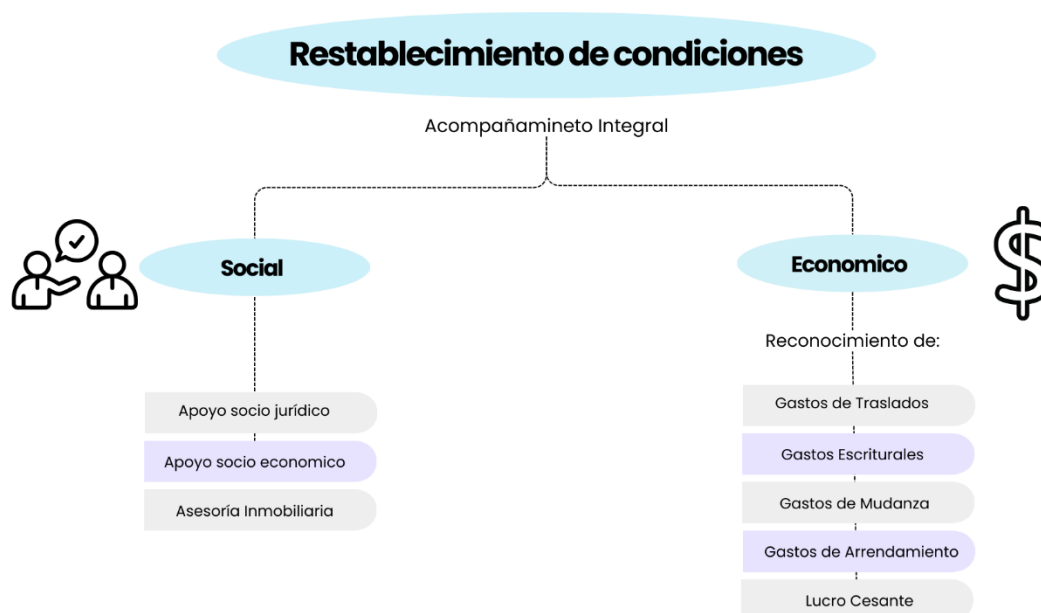 Restablecimiento de condiciones
Acompañamineto Integral
Social
Economico
Reconocimiento de:
Apoyo socio jurídico
Apoyo socio economico
Asesoría Inmobiliaria
Gastos de Traslados
Gastos Escriturales
Gastos de Mudanza
Gastos de Arrendamiento
Lucro Cesante